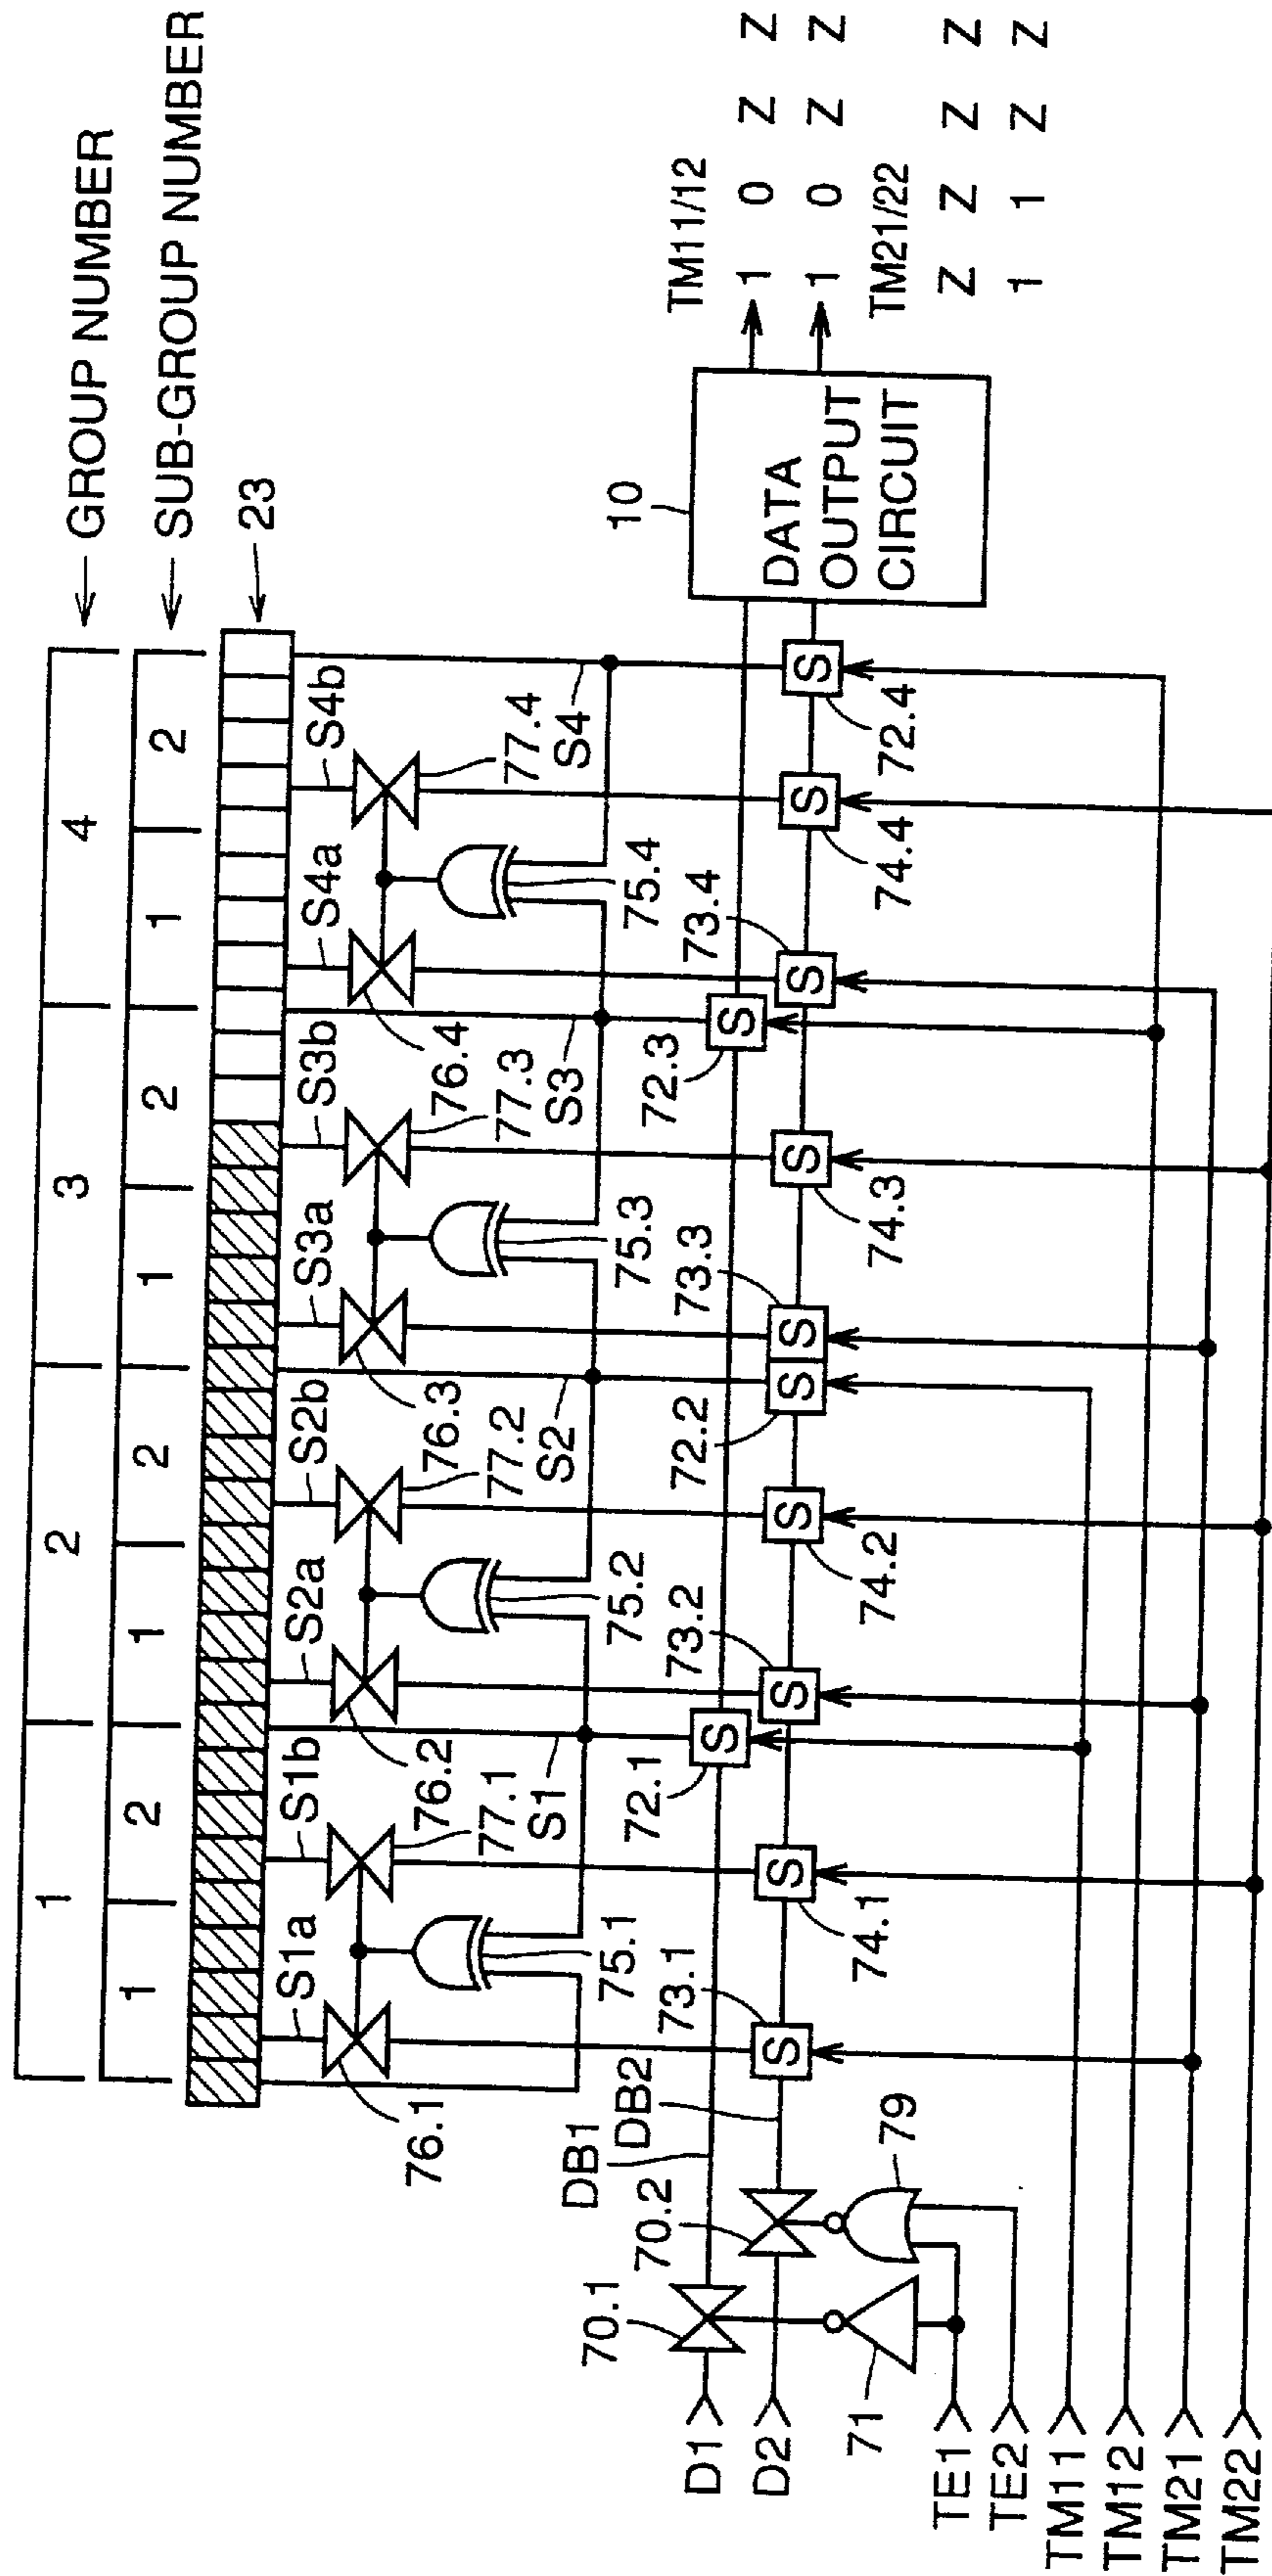 GROUP NUMBER
SUB-GROUP NUMBER
1 2 3 4
1 2 1 2 1 2 1 2
23
S1a S1b S2a S2b S3a S3b S4a S4b
76.1 76.2 76.3 76.4
77.1 77.2 77.3 77.4
75.1 75.2 75.3 75.4
S1 S2 S3 S4
DB1
DB2
70.1
70.2
73.1 72.1 73.2 72.2 73.3 72.3 73.4
S S S S S S S S S S S S
74.1 74.2 74.3 74.4 72.4
71
79
10
DATA
OUTPUT
CIRCUIT
TM11/12
1 0 Z Z
1 0 Z Z
TM21/22
Z Z Z Z
1 1 Z Z
D1
D2
TE1
TE2
TM11
TM12
TM21
TM22